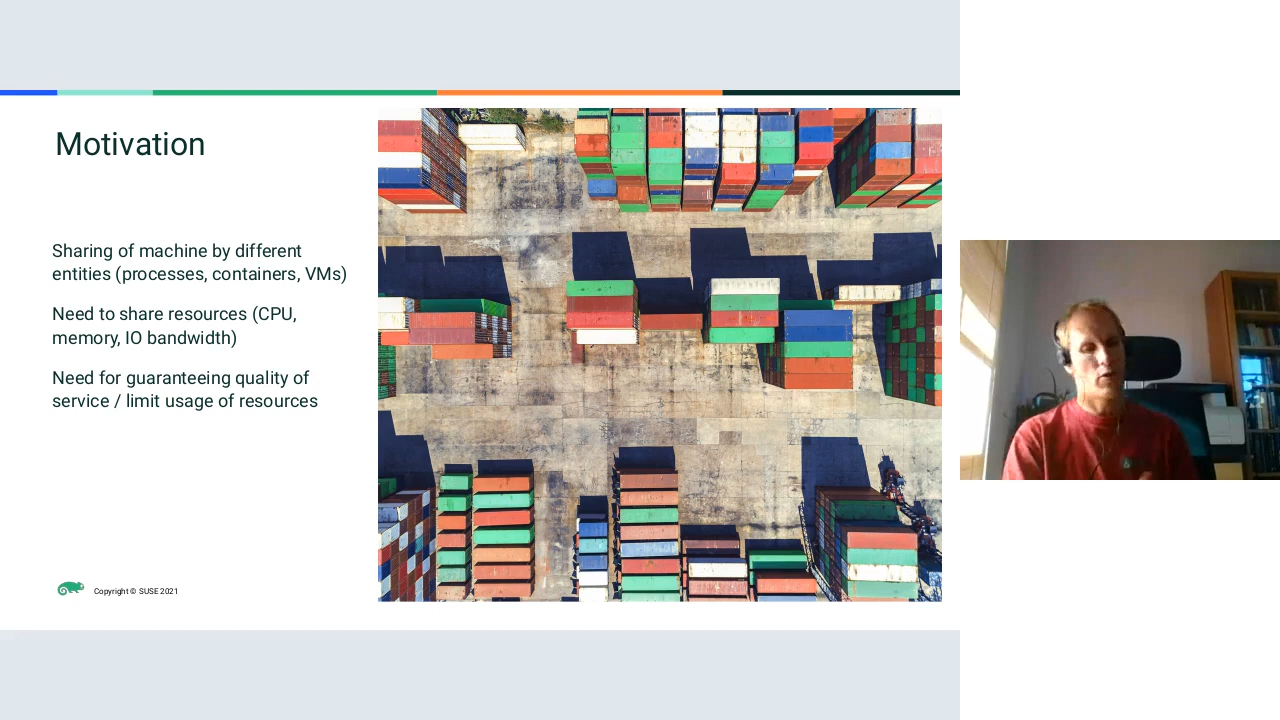 Motivation
Sharing of machine by different
entities (processes, containers, VMs)
Need to share resources (CPU,
memory, IO bandwidth)
Need for guaranteeing quality of
service / limit usage of resources
Copyright © SUSE 2021